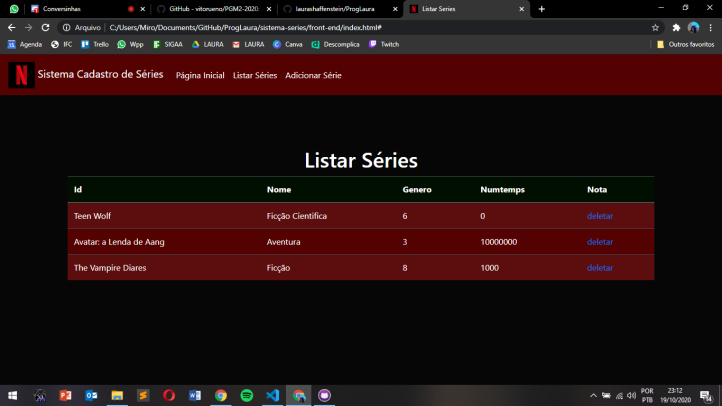 Conversinhas
GitHub - vitorueno/PGM2-2020
laurashaffenstein/ProgLaura
Listar Series
Arquivo
C:/Users/Miro/Documents/GitHub/ProgLaura/sistema-series/front-end/index.html#
Agenda IFC Trello Wpp SIGAA LAURA LAURA Canva Descomplica Twitch Outros favoritos
Sistema Cadastro de Séries Página Inicial Listar Séries Adicionar Série
Listar Séries
Id Nome Genero Numtemps Nota
Teen Wolf Ficção Cientifica 6 0 deletar
Avatar: a Lenda de Aang Aventura 3 10000000 deletar
The Vampire Diares Ficção 8 1000 deletar
POR 23:12
PTB 19/10/2020